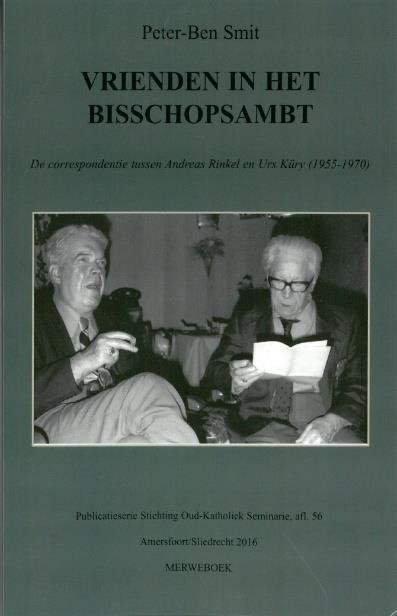 Peter-Ben Smit
VRIENDEN IN HET
BISSCHOPSAMBT
De correspondentie tussen Andreas Rinkel en Urs Küry (1955-1970)
Publicatieserie Stichting Oud-Katholiek Seminarie, afl. 56
Amersfoort/Sliedrecht 2016
MERWEBOEK